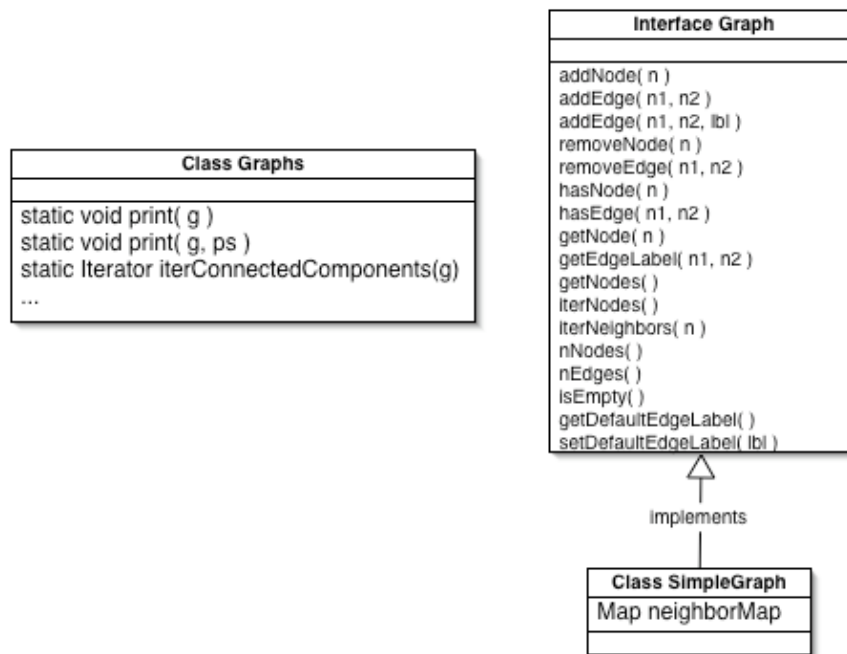 Interface Graph
addNode( n )
addEdge( n1, n2 )
addEdge( n1, n2, lbl )
removeNode( n )
removeEdge( n1, n2 )
hasNode( n )
hasEdge( n1, n2 )
getNode( n )
getEdgeLabel( n1, n2 )
getNodes( )
iterNodes( )
iterNeighbors( n )
nNodes( )
nEdges( )
isEmpty( )
getDefaultEdgeLabel( )
setDefaultEdgeLabel( lbl )
Class Graphs
static void print( g )
static void print( g, ps )
static Iterator iterConnectedComponents(g)
...
implements
Class SimpleGraph
Map neighborMap